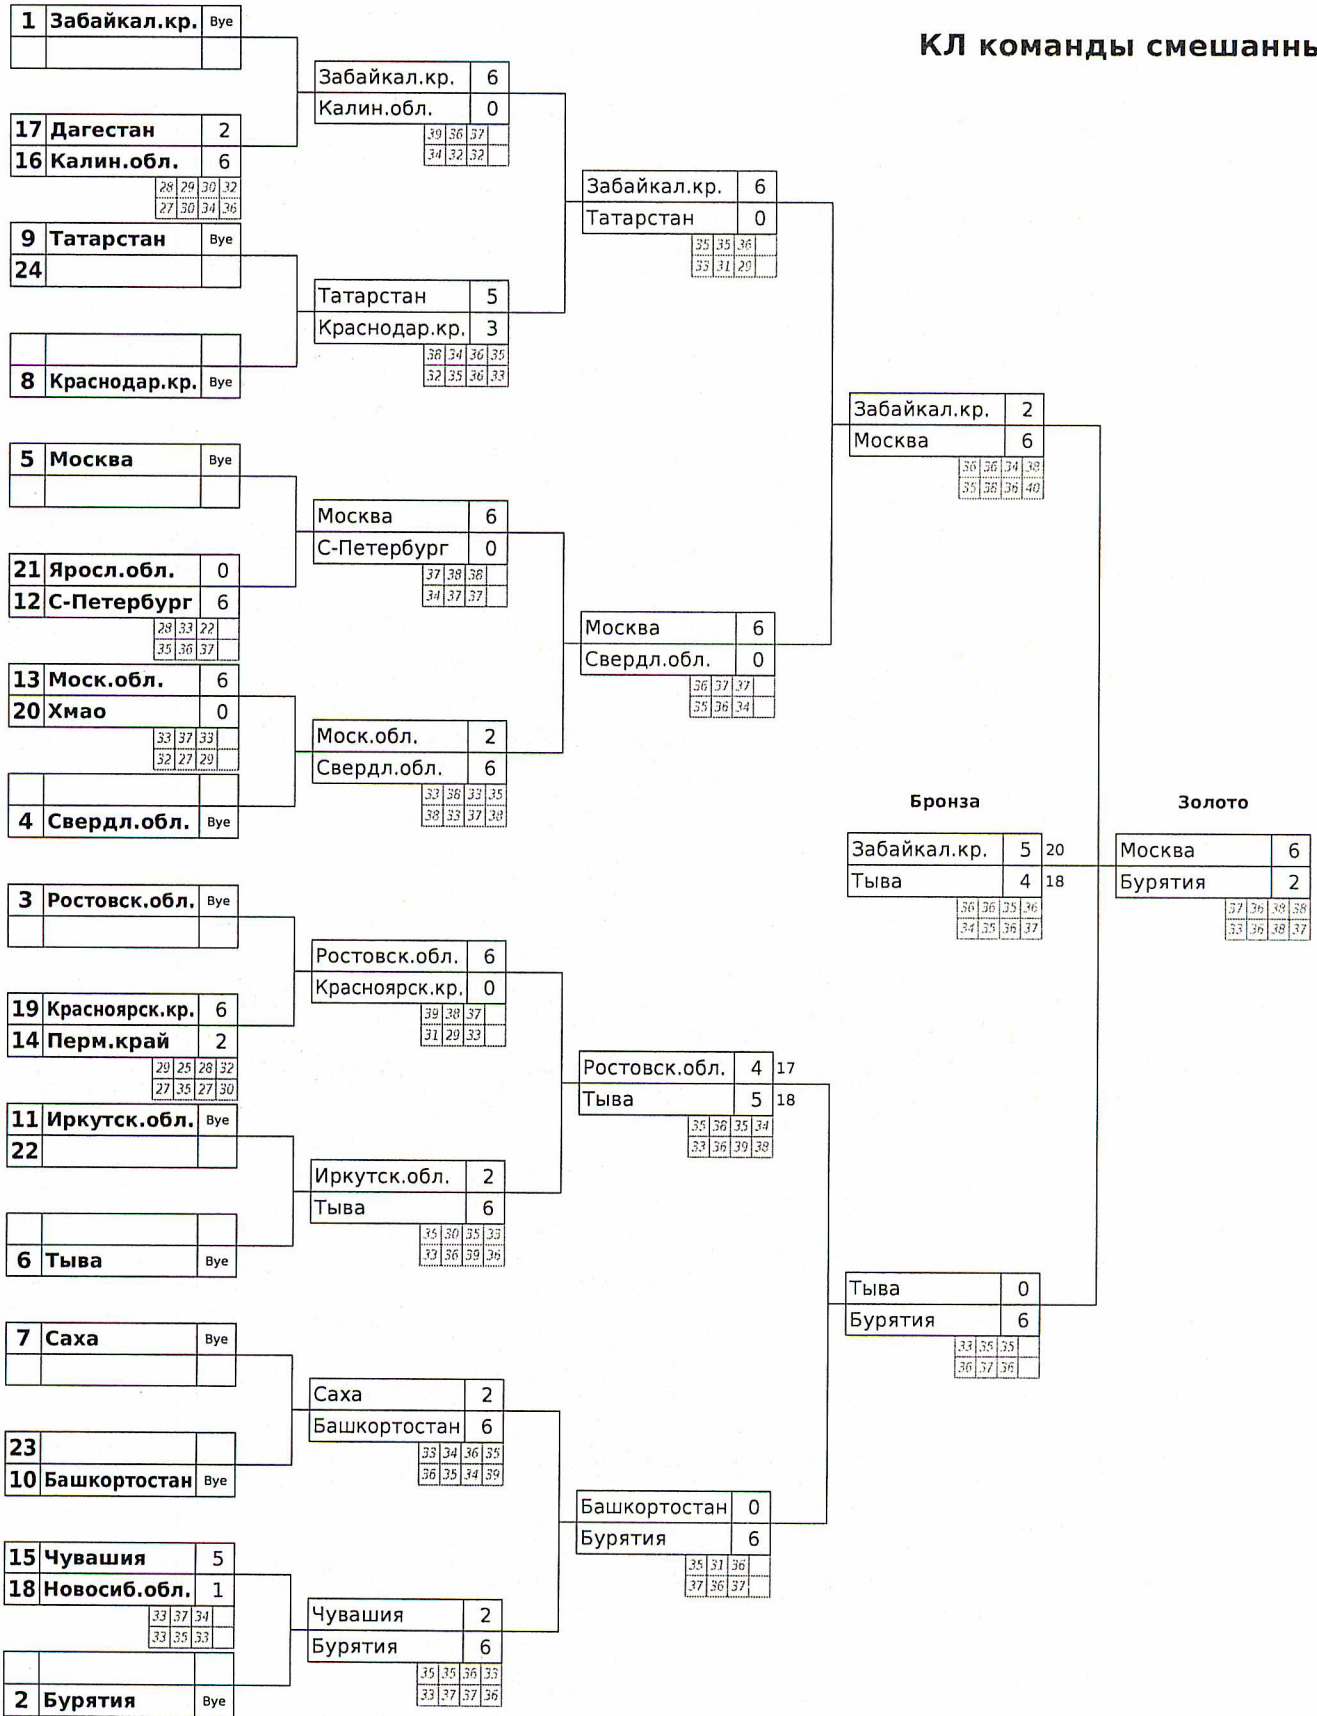 КЛ команды смешанны
1 Забайкал.кр. Bye
17 Дагестан 2
16 Калин.обл. 6
28 29 30 32
27 30 34 36
9 Татарстан Bye
24
8 Краснодар.кр. Bye
5 Москва Bye
21 Яросл.обл. 0
12 С-Петербург 6
28 33 22
35 36 37
13 Моск.обл. 6
20 Хмао 0
33 37 33
32 27 29
4 Свердл.обл. Bye
3 Ростовск.обл. Bye
19 Красноярск.кр. 6
14 Перм.край 2
29 25 28 32
27 35 27 30
11 Иркутск.обл. Bye
22
6 Тыва Bye
7 Саха Bye
23
10 Башкортостан Bye
15 Чувашия 5
18 Новосиб.обл. 1
33 37 34
33 35 33
2 Бурятия Bye
Забайкал.кр. 6
Калин.обл. 0
39 36 37
34 32 32
Татарстан 5
Краснодар.кр. 3
38 34 36 35
32 35 36 33
Москва 6
С-Петербург 0
37 38 38
34 37 37
Моск.обл. 2
Свердл.обл. 6
33 36 33 35
38 33 37 38
Ростовск.обл. 6
Красноярск.кр. 0
39 38 37
31 29 33
Иркутск.обл. 2
Тыва 6
35 30 35 33
33 36 39 36
Саха 2
Башкортостан 6
33 34 36 35
36 35 34 39
Чувашия 2
Бурятия 6
35 35 36 33
33 37 37 36
Забайкал.кр. 6
Татарстан 0
35 35 36
33 31 29
Москва 6
Свердл.обл. 0
36 37 37
35 36 34
Ростовск.обл. 4 17
Тыва 5 18
35 36 35 34
33 36 39 38
Башкортостан 0
Бурятия 6
35 31 36
37 36 37
Забайкал.кр. 2
Москва 6
36 36 34 38
35 38 36 40
Бронза
Забайкал.кр. 5 20
Тыва 4 18
36 36 35 36
34 35 36 37
Тыва 0
Бурятия 6
33 35 35
36 37 36
Золото
Москва 6
Бурятия 2
37 36 38 38
33 36 38 37